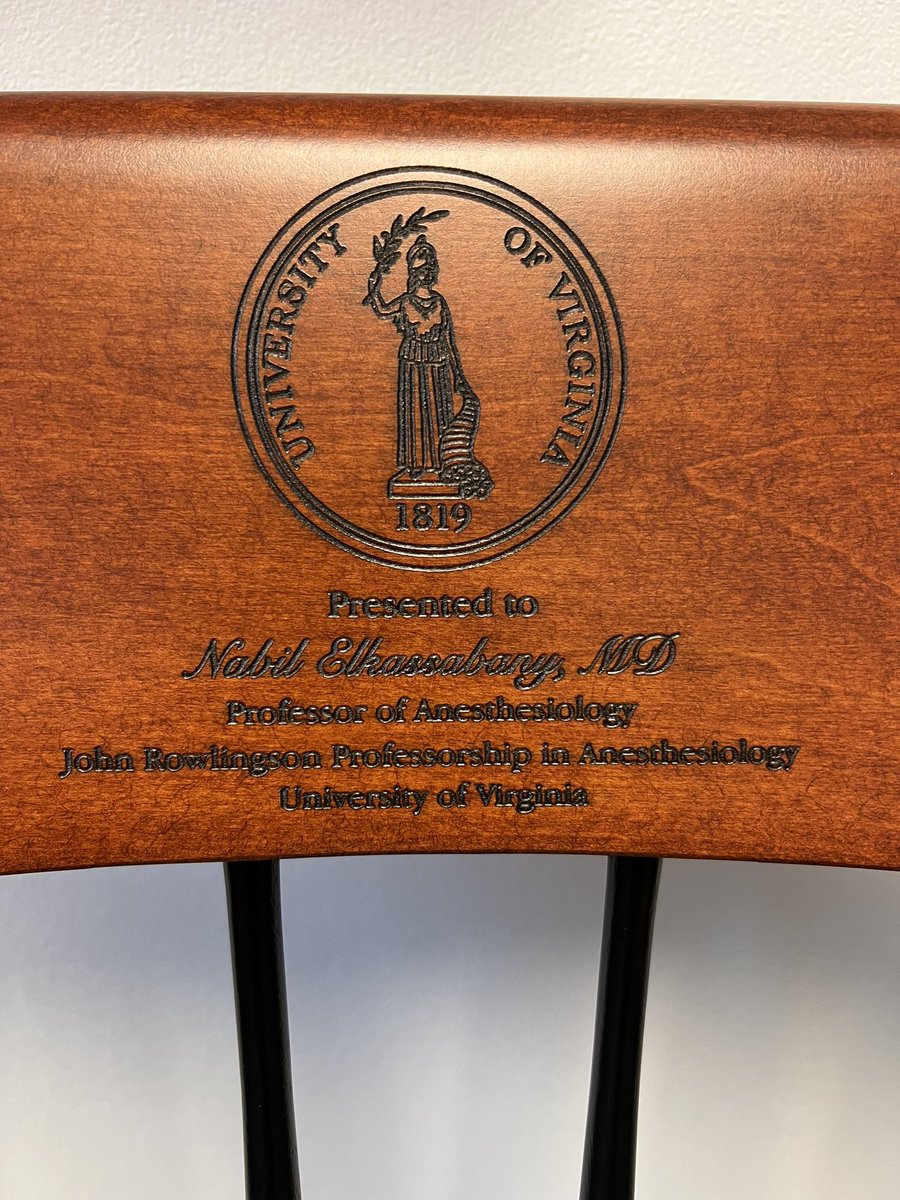 UNIVERSITY OF VIRGINIA
1819
Presented to
Nabil Elkassabany, MD
Professor of Anesthesiology
John Rowlingson Professorship in Anesthesiology
University of Virginia